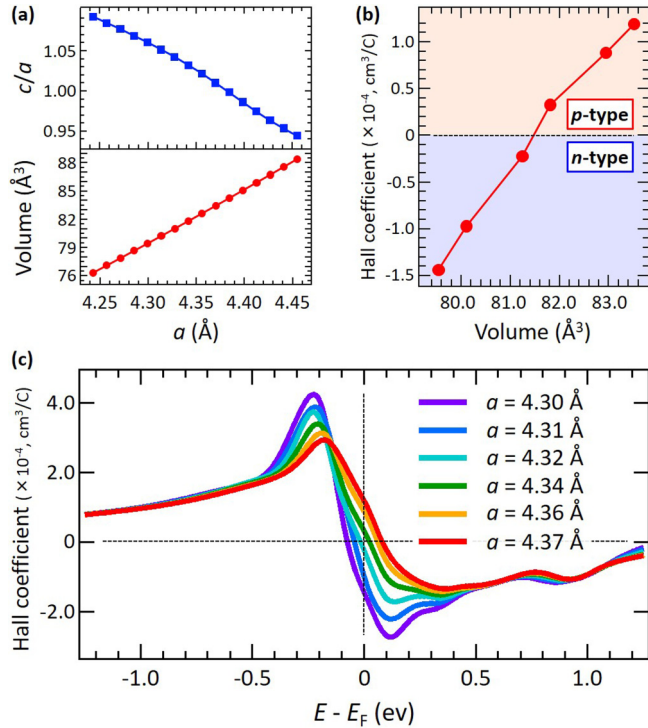 (a)
c/a
1.05
1.00
0.95
Volume (Å³)
88
85
82
79
76
4.25 4.30 4.35 4.40 4.45
a (Å)
(b)
Hall coefficient (×10⁻⁴, cm³/C)
1.0
0.5
0
-0.5
-1.0
-1.5
p-type
n-type
80.0 81.0 82.0 83.0
Volume (Å³)
(c)
Hall coefficient (×10⁻⁴, cm³/C)
4.0
2.0
0
-2.0
a = 4.30 Å
a = 4.31 Å
a = 4.32 Å
a = 4.34 Å
a = 4.36 Å
a = 4.37 Å
-1.0 -0.5 0 0.5 1.0
E - E_F (ev)